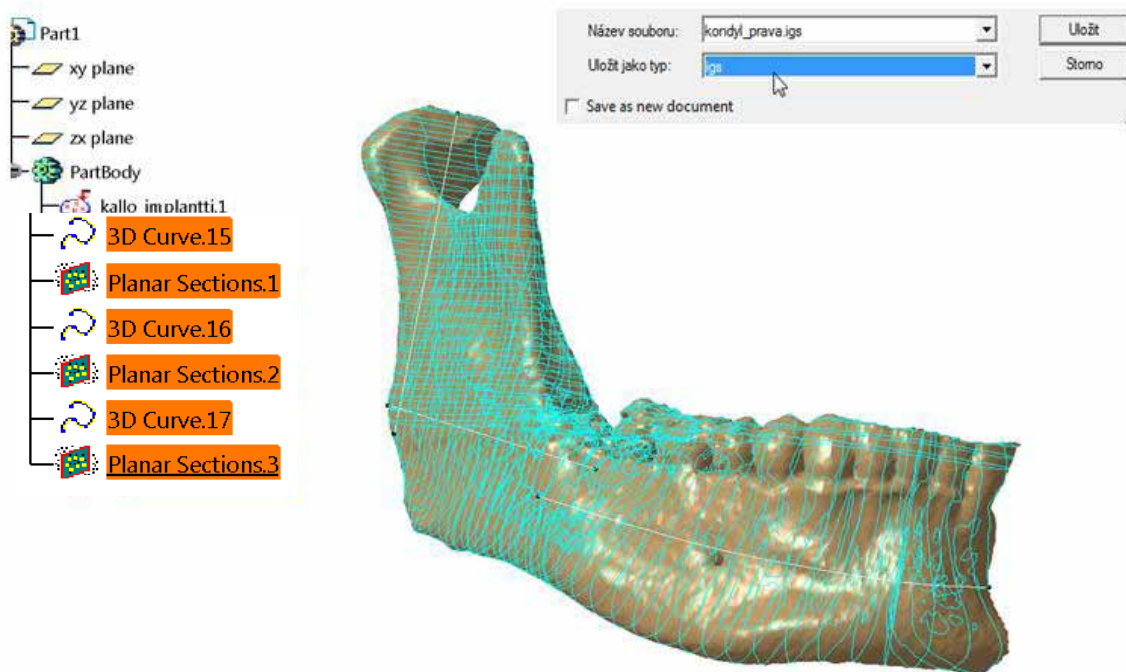 Part1
xy plane
yz plane
zx plane
PartBody
kallo_implantti.1
3D Curve.15
Planar Sections.1
3D Curve.16
Planar Sections.2
3D Curve.17
Planar Sections.3
Název souboru: kondyl_prava.igs Uložit
Uložit jako typ: igs Storno
Save as new document